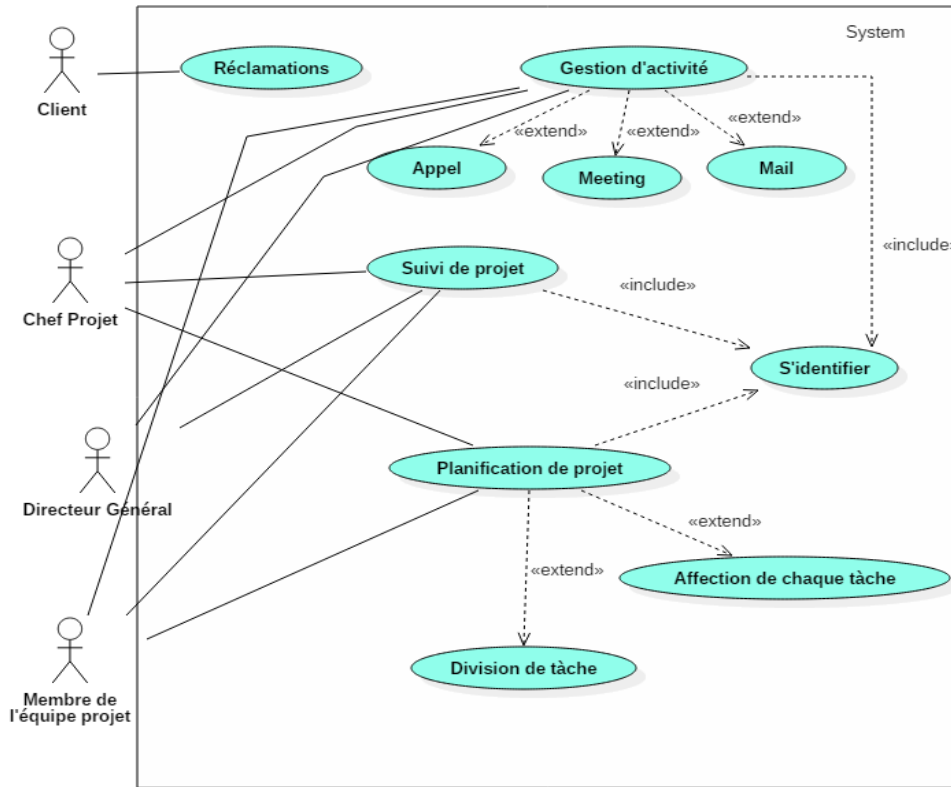 System
Réclamations
Gestion d'activité
Client
«extend»
«extend»
«extend»
Appel
Meeting
Mail
«include»
Suivi de projet
Chef Projet
«include»
S'identifier
«include»
Planification de projet
Directeur Général
«extend»
«extend»
Affection de chaque tàche
Division de tàche
Membre de
l'équipe projet